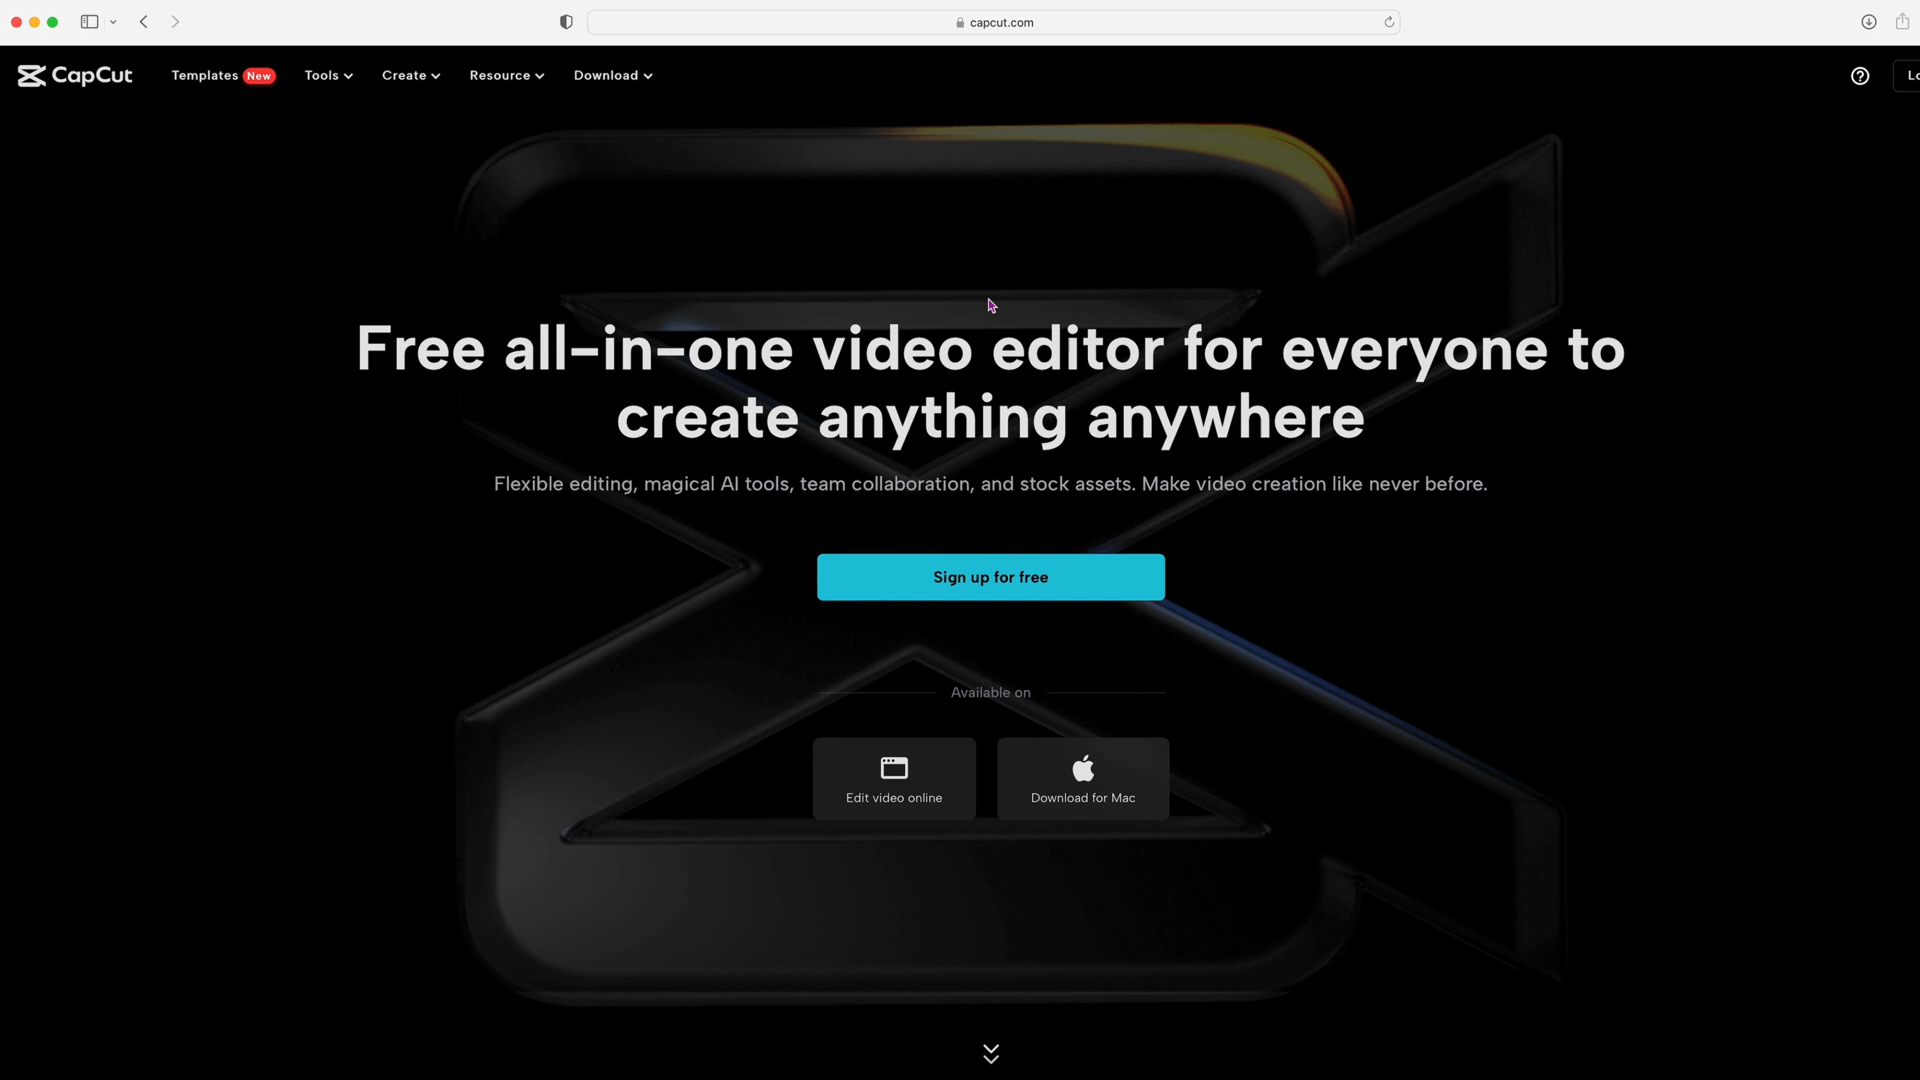 capcut.com
CapCut
Templates New
Tools
Create
Resource
Download
Free all-in-one video editor for everyone to
create anything anywhere
Flexible editing, magical AI tools, team collaboration, and stock assets. Make video creation like never before.
Sign up for free
Available on
Edit video online
Download for Mac